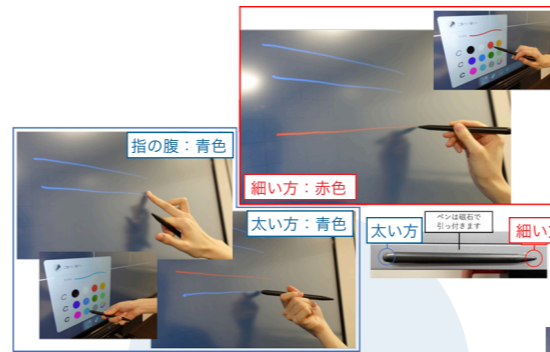 細い方：赤色
指の腹：青色
太い方：青色
太い方
ペンは磁石で
引っ付きます
細い方